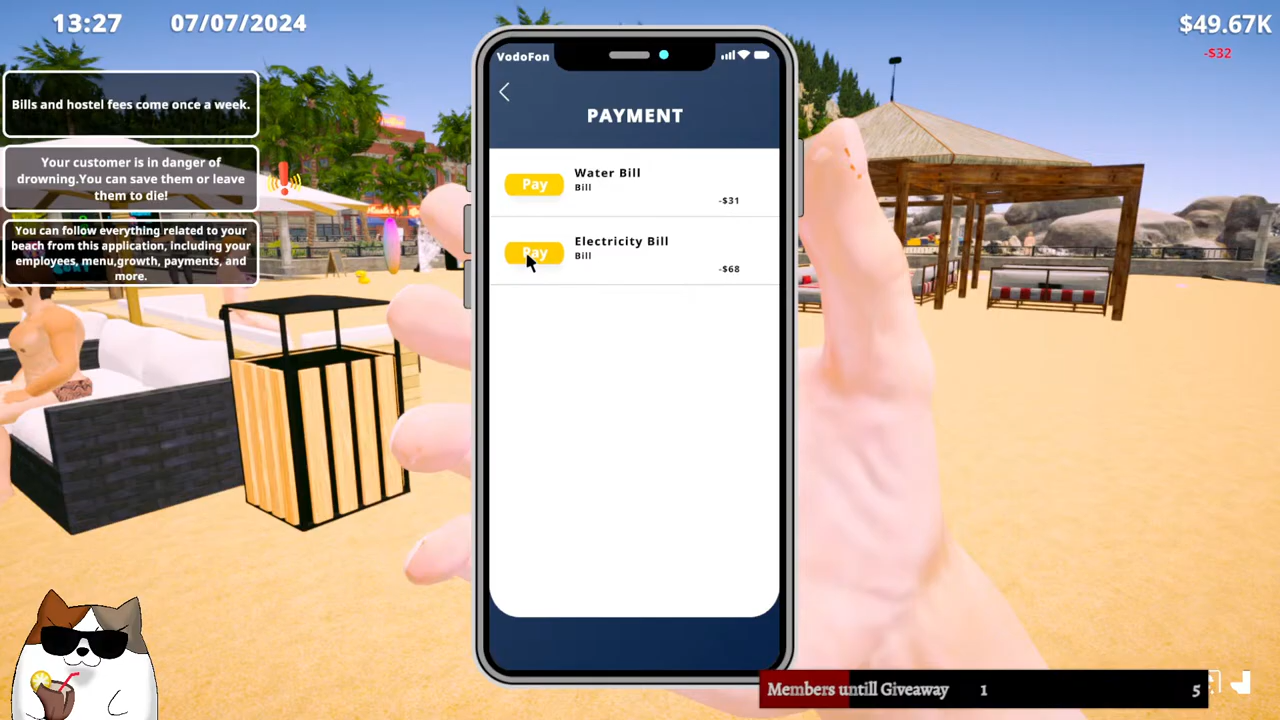 13:27
07/07/2024
$49.67K
-$32
Bills and hostel fees come once a week.
Your customer is in danger of
drowning.You can save them or leave
them to die!
You can follow everything related to your
beach from this application, including your
employees, menu,growth, payments, and
more.
VodoFon
PAYMENT
Pay
Water Bill
Bill
-$31
Pay
Electricity Bill
Bill
-$68
Members untill Giveaway 1 5